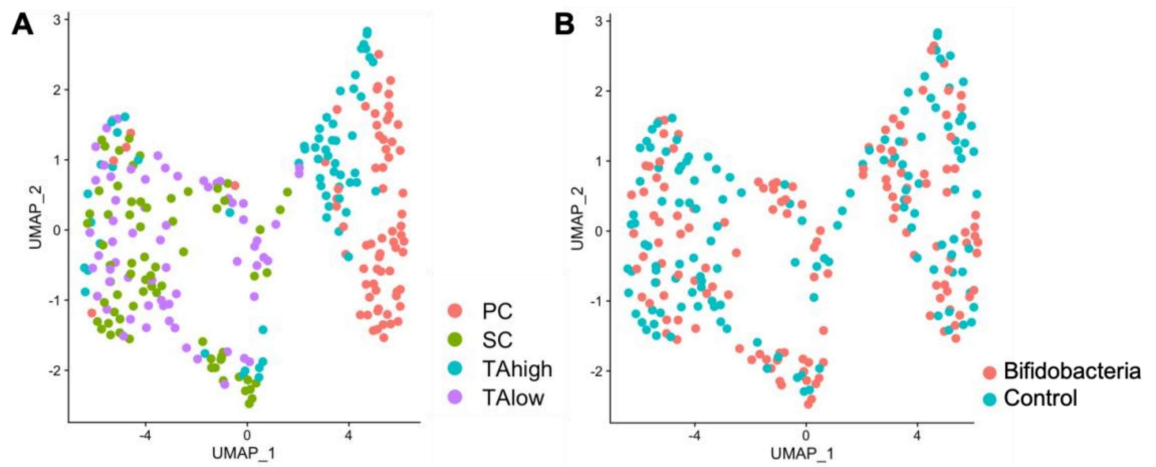 A
B
3
2
1
0
-1
-2
UMAP_2
-4
0
4
UMAP_1
PC
SC
TAhigh
TAlow
3
2
1
0
-1
-2
UMAP_2
-4
0
4
UMAP_1
Bifidobacteria
Control